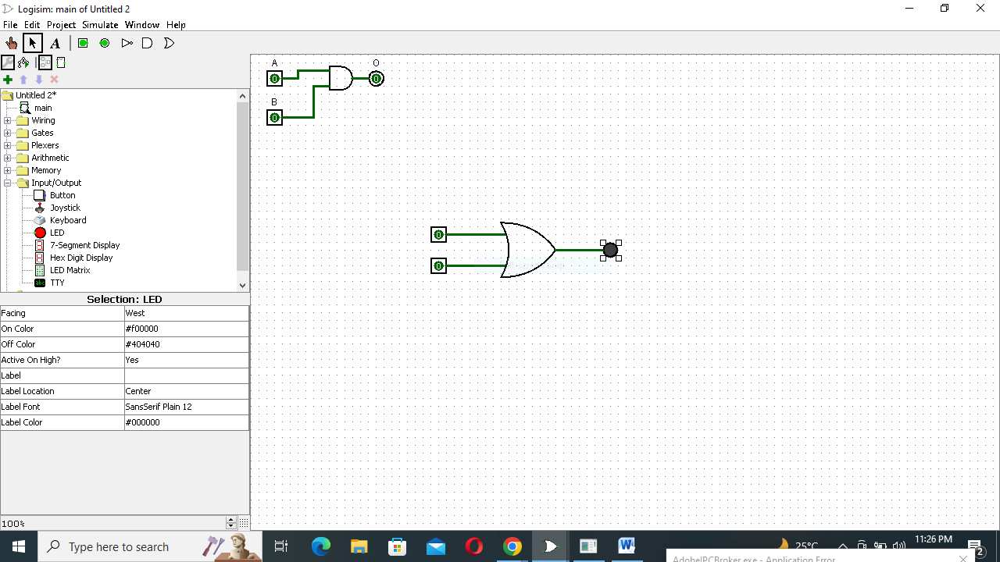 Logisim: main of Untitled 2
File Edit Project Simulate Window Help
A
A O
B
Untitled 2*
main
Wiring
Gates
Plexers
Arithmetic
Memory
Input/Output
Button
Joystick
Keyboard
LED
7-Segment Display
Hex Digit Display
LED Matrix
TTY
0
0
0
0
0
Selection: LED
Facing West
On Color #f00000
Off Color #404040
Active On High? Yes
Label
Label Location Center
Label Font SansSerif Plain 12
Label Color #000000
100%
Type here to search
25°C
11:26 PM
2
AdobeIPCBroker.exe - Application Error